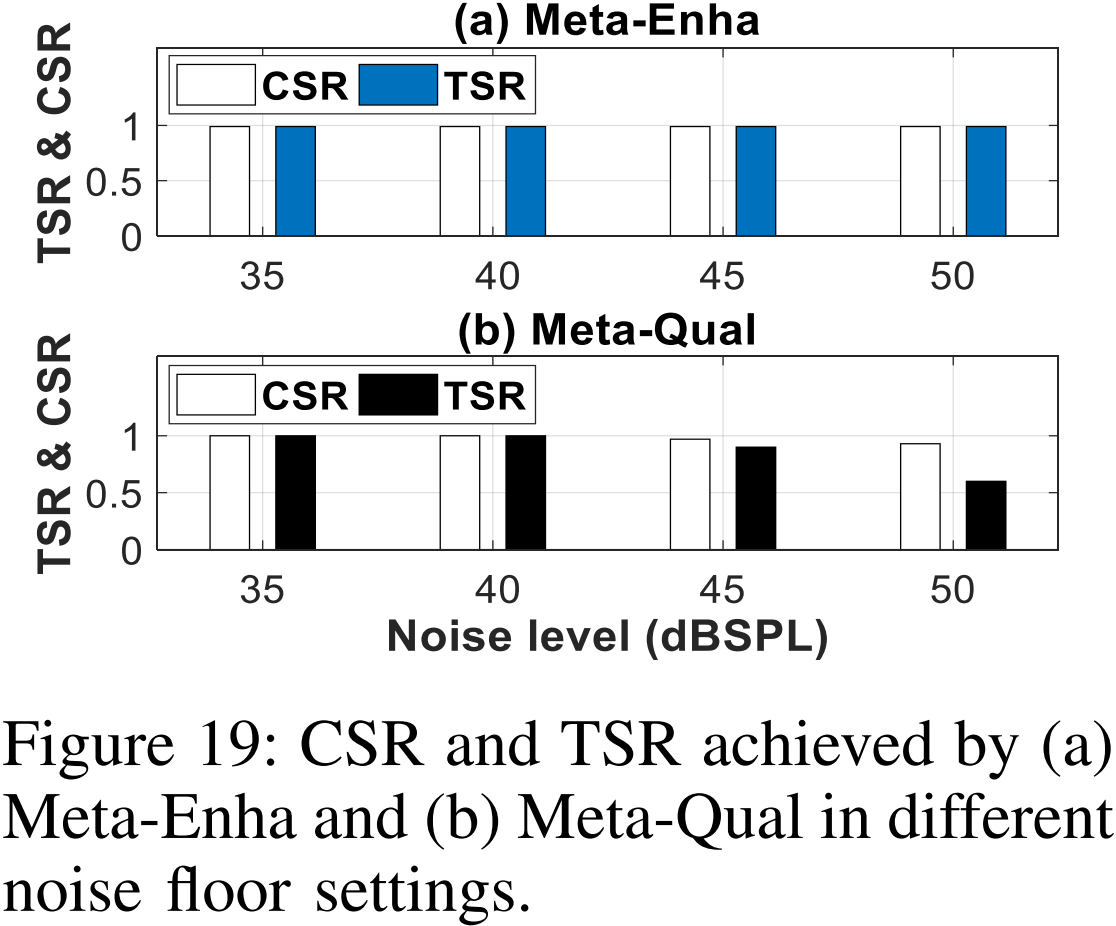 (a) Meta-Enha
TSR & CSR
CSR TSR
1
0.5
0
35 40 45 50
(b) Meta-Qual
TSR & CSR
CSR TSR
1
0.5
0
35 40 45 50
Noise level (dBSPL)
Figure 19: CSR and TSR achieved by (a)
Meta-Enha and (b) Meta-Qual in different
noise floor settings.